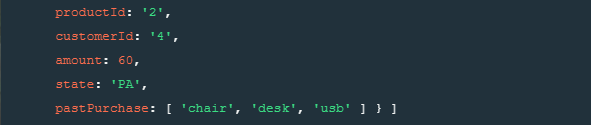 productId: '2',
customerId: '4',
amount: 60,
state: 'PA',
pastPurchase: [ 'chair', 'desk', 'usb' ] } ]